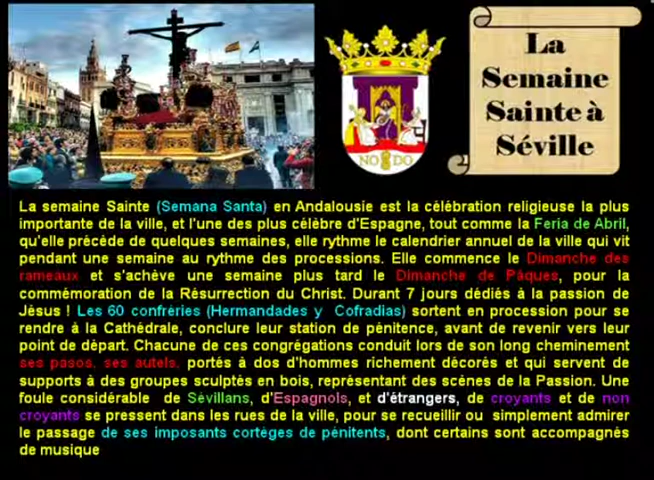 La
Semaine
Sainte à
Séville
NO DO
La semaine Sainte (Semana Santa) en Andalousie est la célébration religieuse la plus
importante de la ville, et l'une des plus célèbre d'Espagne, tout comme la Feria de Abril,
qu'elle précède de quelques semaines, elle rythme le calendrier annuel de la ville qui vit
pendant une semaine au rythme des processions. Elle commence le Dimanche des
rameaux et s'achève une semaine plus tard le Dimanche de Pâques, pour la
commémoration de la Résurrection du Christ. Durant 7 jours dédiés à la passion de
Jèsus ! Les 60 confréries (Hermandades y Cofradias) sortent en procession pour se
rendre à la Cathédrale, conclure leur station de pénitence, avant de revenir vers leur
point de départ. Chacune de ces congrégations conduit lors de son long cheminement
ses pasos, ses autels, portés à dos d'hommes richement décorés et qui servent de
supports à des groupes sculptés en bois, reprèsentant des scènes de la Passion. Une
foule considérable de Sévillans, d'Espagnols, et d'étrangers, de croyants et de non
croyants se pressent dans les rues de la ville, pour se recueillir ou simplement admirer
le passage de ses imposants cortèges de pénitents, dont certains sont accompagnés
de musique